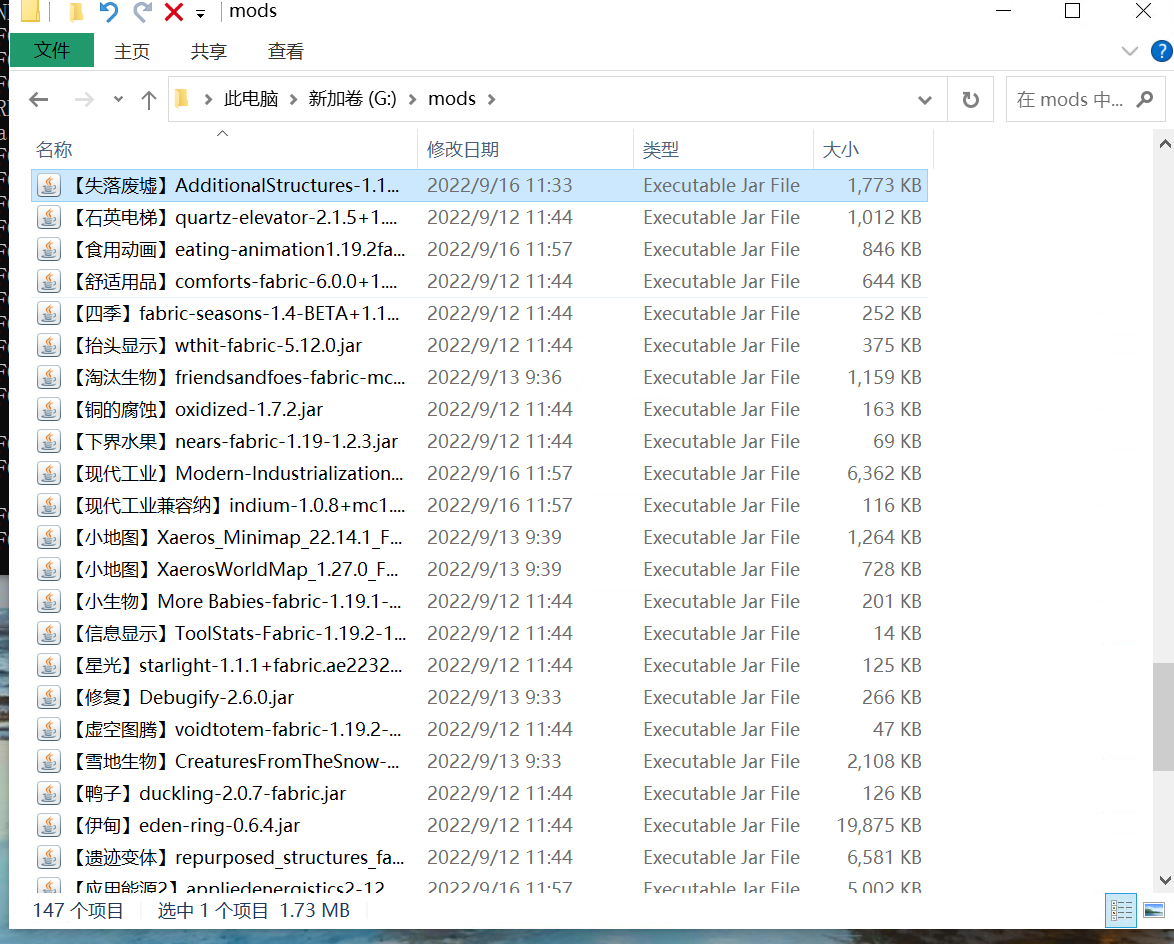 mods
文件 主页 共享 查看
此电脑 新加卷 (G:) mods 在 mods 中...
名称 修改日期 类型 大小
【失落废墟】AdditionalStructures-1.1... 2022/9/16 11:33 Executable Jar File 1,773 KB
【石英电梯】quartz-elevator-2.1.5+1.... 2022/9/12 11:44 Executable Jar File 1,012 KB
【食用动画】eating-animation1.19.2fa... 2022/9/16 11:57 Executable Jar File 846 KB
【舒适用品】comforts-fabric-6.0.0+1.... 2022/9/12 11:44 Executable Jar File 644 KB
【四季】fabric-seasons-1.4-BETA+1.1... 2022/9/12 11:44 Executable Jar File 252 KB
【抬头显示】wthit-fabric-5.12.0.jar 2022/9/12 11:44 Executable Jar File 375 KB
【淘汰生物】friendsandfoes-fabric-mc... 2022/9/13 9:36 Executable Jar File 1,159 KB
【铜的腐蚀】oxidized-1.7.2.jar 2022/9/12 11:44 Executable Jar File 163 KB
【下界水果】nears-fabric-1.19-1.2.3.jar 2022/9/12 11:44 Executable Jar File 69 KB
【现代工业】Modern-Industrialization... 2022/9/16 11:57 Executable Jar File 6,362 KB
【现代工业兼容纳】indium-1.0.8+mc1.... 2022/9/16 11:57 Executable Jar File 116 KB
【小地图】Xaeros_Minimap_22.14.1_F... 2022/9/13 9:39 Executable Jar File 1,264 KB
【小地图】XaerosWorldMap_1.27.0_F... 2022/9/13 9:39 Executable Jar File 728 KB
【小生物】More Babies-fabric-1.19.1-... 2022/9/12 11:44 Executable Jar File 201 KB
【信息显示】ToolStats-Fabric-1.19.2-1... 2022/9/12 11:44 Executable Jar File 14 KB
【星光】starlight-1.1.1+fabric.ae2232... 2022/9/12 11:44 Executable Jar File 125 KB
【修复】Debugify-2.6.0.jar 2022/9/13 9:33 Executable Jar File 266 KB
【虚空图腾】voidtotem-fabric-1.19.2-... 2022/9/12 11:44 Executable Jar File 47 KB
【雪地生物】CreaturesFromTheSnow-... 2022/9/13 9:33 Executable Jar File 2,108 KB
【鸭子】duckling-2.0.7-fabric.jar 2022/9/12 11:44 Executable Jar File 126 KB
【伊甸】eden-ring-0.6.4.jar 2022/9/12 11:44 Executable Jar File 19,875 KB
【遗迹变体】repurposed_structures_fa... 2022/9/12 11:44 Executable Jar File 6,581 KB
【应用能源2】appliedenergistics2-12 2022/9/16 11:57 Executable Jar File 5,002 KB
147 个项目 选中 1 个项目 1.73 MB